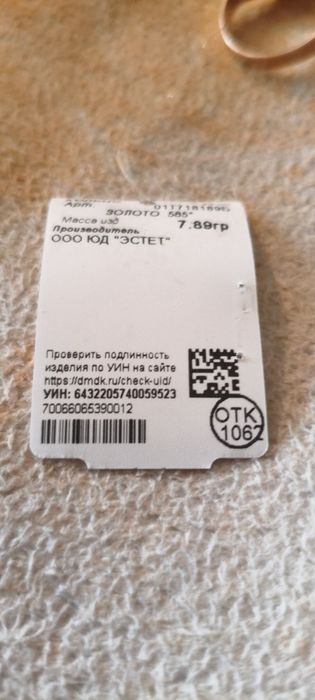 Арт.
ЗОЛОТО 585°
Масса изд 7.89гр
Производитель
ООО ЮД "ЭСТЕТ"
Проверить подлинность
изделия по УИН на сайте
https://dmdk.ru/check-uid/
УИН: 6432205740059523
70066065390012
ОТК
1062